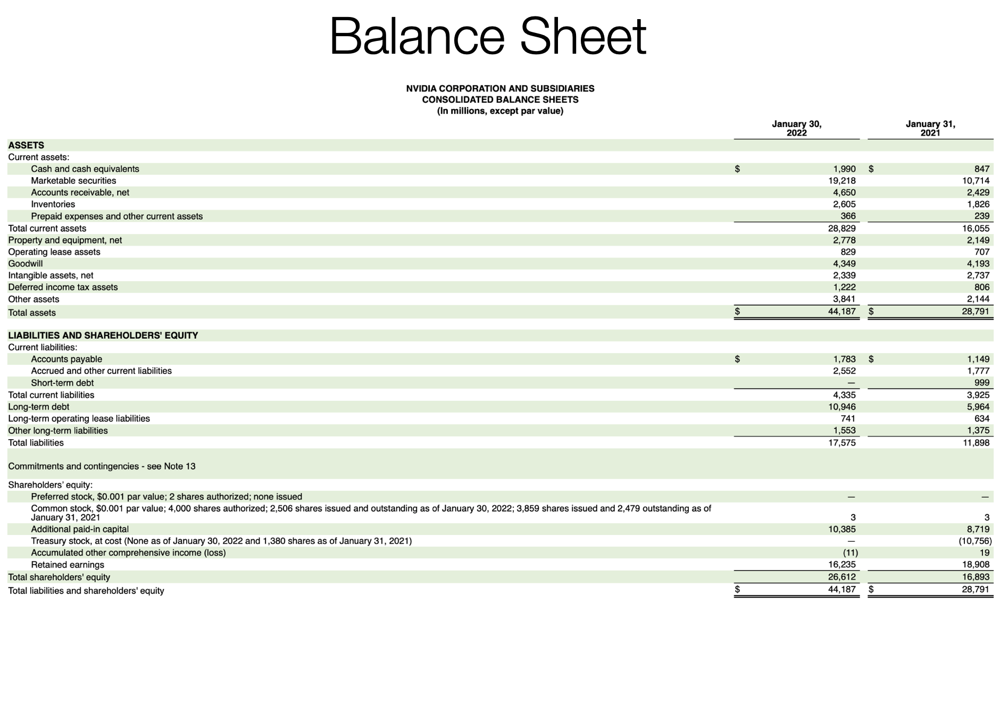 Balance Sheet
NVIDIA CORPORATION AND SUBSIDIARIES
CONSOLIDATED BALANCE SHEETS
(In millions, except par value)
January 30, 2022 January 31, 2021
ASSETS
Current assets:
Cash and cash equivalents $ 1,990 $ 847
Marketable securities 19,218 10,714
Accounts receivable, net 4,650 2,429
Inventories 2,605 1,826
Prepaid expenses and other current assets 366 239
Total current assets 28,829 16,055
Property and equipment, net 2,778 2,149
Operating lease assets 829 707
Goodwill 4,349 4,193
Intangible assets, net 2,339 2,737
Deferred income tax assets 1,222 806
Other assets 3,841 2,144
Total assets $ 44,187 $ 28,791
LIABILITIES AND SHAREHOLDERS' EQUITY
Current liabilities:
Accounts payable $ 1,783 $ 1,149
Accrued and other current liabilities 2,552 1,777
Short-term debt — 999
Total current liabilities 4,335 3,925
Long-term debt 10,946 5,964
Long-term operating lease liabilities 741 634
Other long-term liabilities 1,553 1,375
Total liabilities 17,575 11,898
Commitments and contingencies - see Note 13
Shareholders’ equity:
Preferred stock, $0.001 par value; 2 shares authorized; none issued — —
Common stock, $0.001 par value; 4,000 shares authorized; 2,506 shares issued and outstanding as of January 30, 2022; 3,859 shares issued and 2,479 outstanding as of
January 31, 2021 3 3
Additional paid-in capital 10,385 8,719
Treasury stock, at cost (None as of January 30, 2022 and 1,380 shares as of January 31, 2021) — (10,756)
Accumulated other comprehensive income (loss) (11) 19
Retained earnings 16,235 18,908
Total shareholders' equity 26,612 16,893
Total liabilities and shareholders' equity $ 44,187 $ 28,791